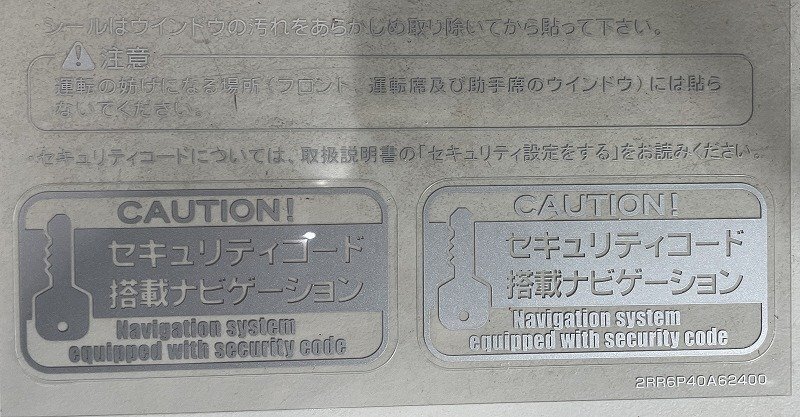 シールはウインドウの汚れをあらかじめ取り除いてから貼って下さい。
注意
運転の妨げになる場所（フロント、運転席及び助手席のウインドウ）には貼ら
ないでください。
セキュリティコードについては、取扱説明書の「セキュリティ設定をする」をお読みください。
CAUTION!
セキュリティコード
搭載ナビゲーション
Navigation system
equipped with security code
CAUTION!
セキュリティコード
搭載ナビゲーション
Navigation system
equipped with security code
2RR6P40A62400